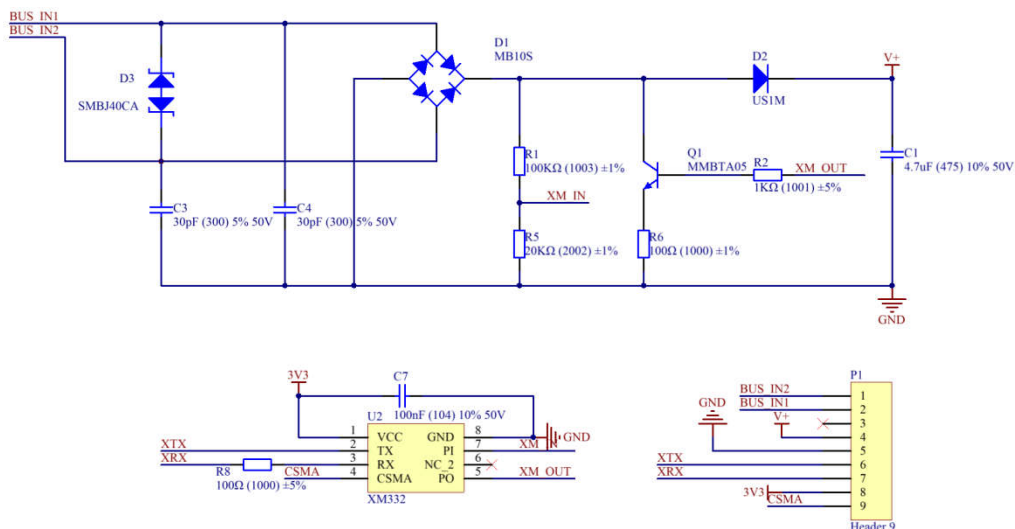 BUS_IN1
BUS_IN2
D3
SMBJ40CA
C3
30pF (300) 5% 50V
C4
30pF (300) 5% 50V
D1
MB10S
R1
100KΩ (1003) ±1%
XM_IN
R5
20KΩ (2002) ±1%
Q1
MMBTA05
R2
1KΩ (1001) ±5%
XM_OUT
R6
100Ω (1000) ±1%
D2
US1M
V+
C1
4.7uF (475) 10% 50V
GND
3V3
C7
100nF (104) 10% 50V
U2
1 VCC GND 8
2 TX PI 7
3 RX NC_2 6
4 CSMA PO 5
XM332
XTX
XRX
R8
100Ω (1000) ±5%
CSMA
GND
XM
XM_OUT
P1
BUS_IN2 1
BUS_IN1 2
3
V+ 4
GND 5
XTX 6
XRX 7
3V3 8
CSMA 9
Header 9